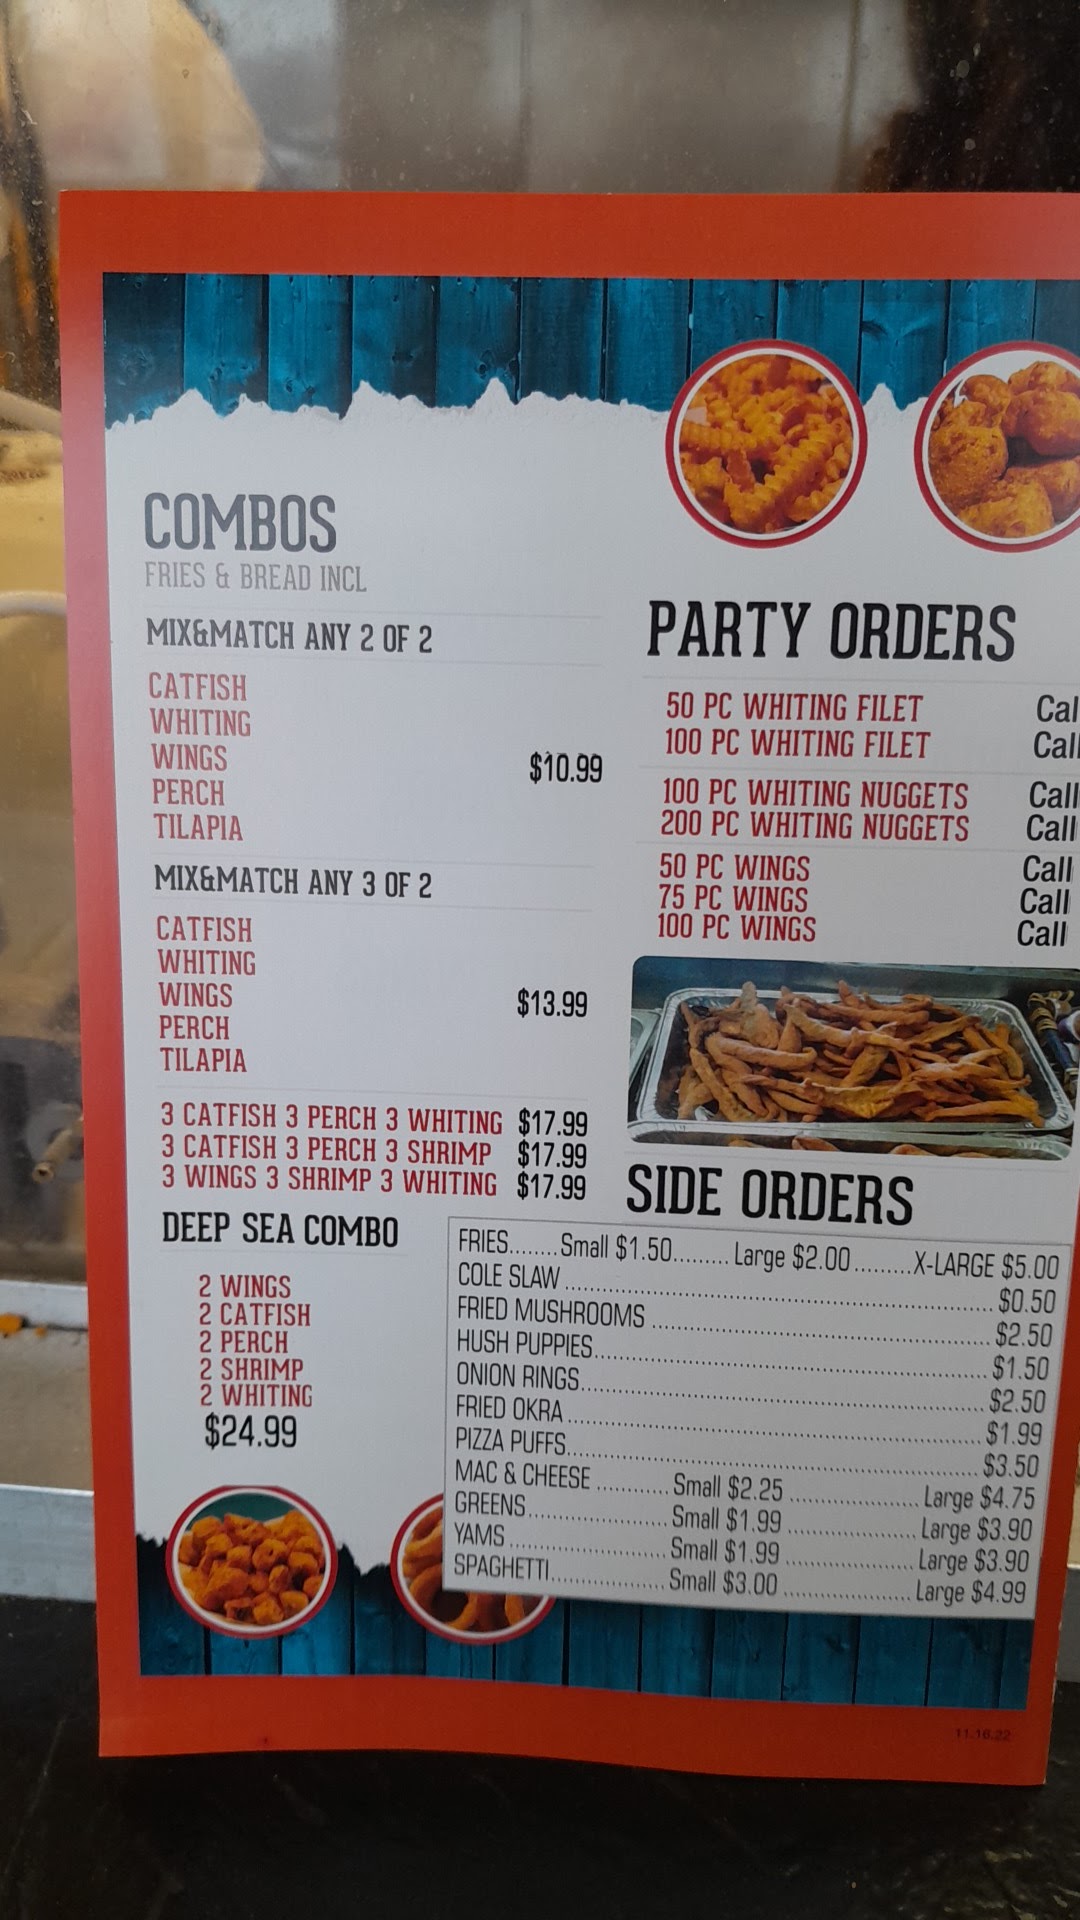 COMBOS
FRIES & BREAD INCL
MIX&MATCH ANY 2 OF 2
CATFISH
WHITING
WINGS
PERCH
TILAPIA
$10.99
MIX&MATCH ANY 3 OF 2
CATFISH
WHITING
WINGS
PERCH
TILAPIA
$13.99
3 CATFISH 3 PERCH 3 WHITING $17.99
3 CATFISH 3 PERCH 3 SHRIMP $17.99
3 WINGS 3 SHRIMP 3 WHITING $17.99
DEEP SEA COMBO
2 WINGS
2 CATFISH
2 PERCH
2 SHRIMP
2 WHITING
$24.99
PARTY ORDERS
50 PC WHITING FILET Cal
100 PC WHITING FILET Call
100 PC WHITING NUGGETS Call
200 PC WHITING NUGGETS Call
50 PC WINGS Call
75 PC WINGS Call
100 PC WINGS Call
SIDE ORDERS
FRIES........Small $1.50.........Large $2.00.........X-LARGE $5.00
COLE SLAW ........ $0.50
FRIED MUSHROOMS ........ $2.50
HUSH PUPPIES........ $1.50
ONION RINGS........ $2.50
FRIED OKRA ........ $1.99
PIZZA PUFFS........ $3.50
MAC & CHEESE ........ Small $2.25 ........ Large $4.75
GREENS........ Small $1.99 ........ Large $3.90
YAMS ........ Small $1.99 ........ Large $3.90
SPAGHETTI........ Small $3.00 ........ Large $4.99
11.16.22